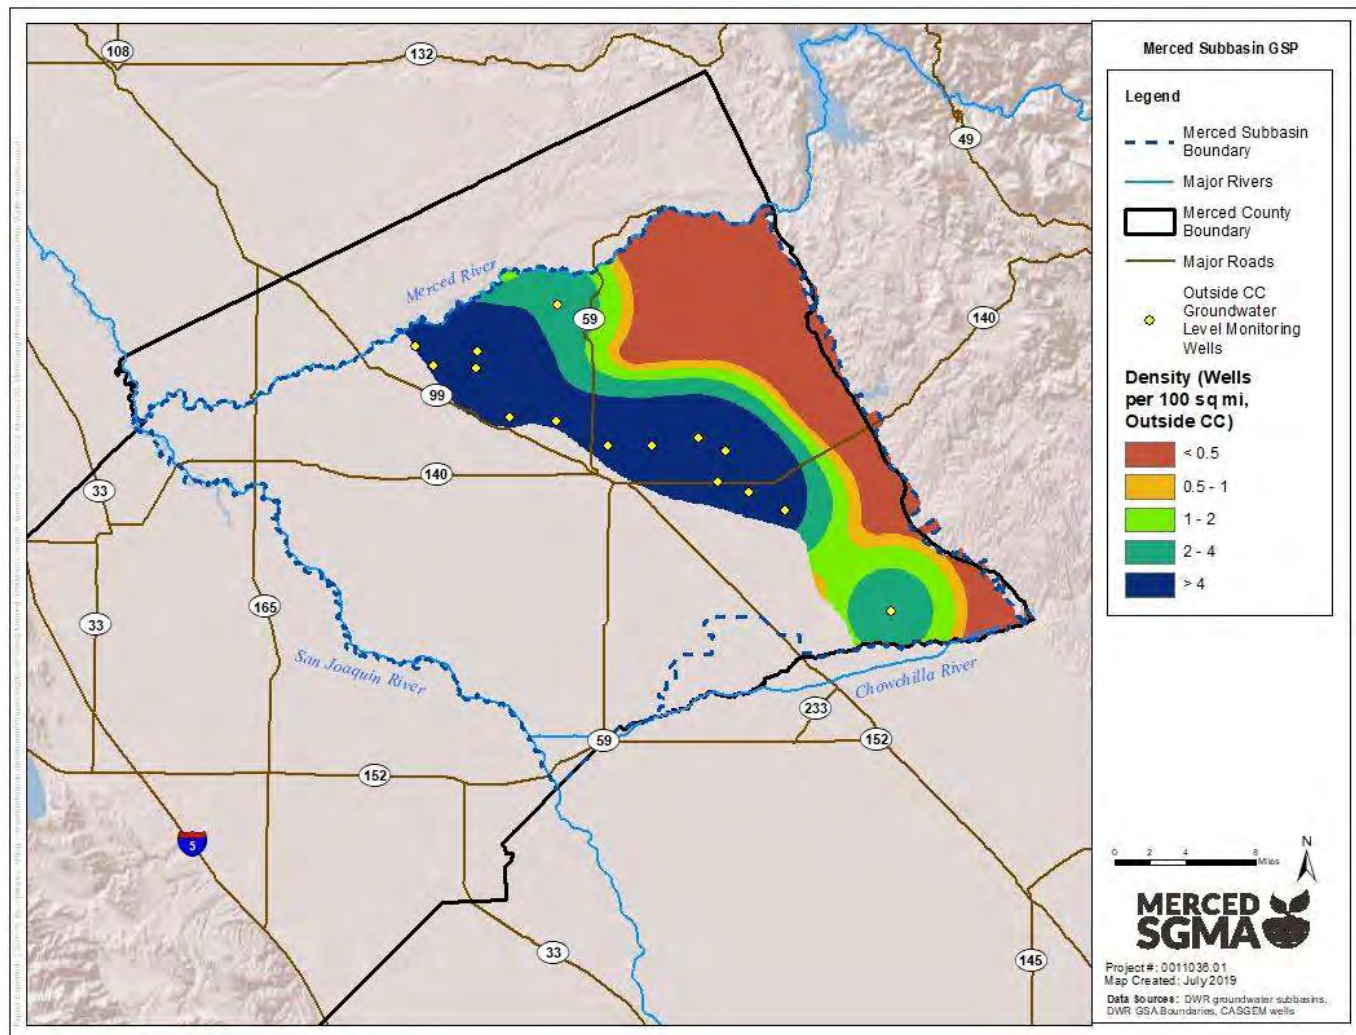 108
132
49
Merced River
59
140
99
140
33
165
33
San Joaquin River
Chowchilla River
233
59
152
152
5
33
145
Merced Subbasin GSP
Legend
Merced Subbasin
Boundary
Major Rivers
Merced County
Boundary
Major Roads
Outside CC
Groundwater
Level Monitoring
Wells
Density (Wells
per 100 sq mi,
Outside CC)
< 0.5
0.5 - 1
1 - 2
2 - 4
> 4
0 2 4 8
Miles
N
MERCED
SGMA
Project #: 0011036.01
Map Created: July 2019
Data Sources: DWR groundwater subbasins,
DWR GSA Boundaries, CASGEM wells